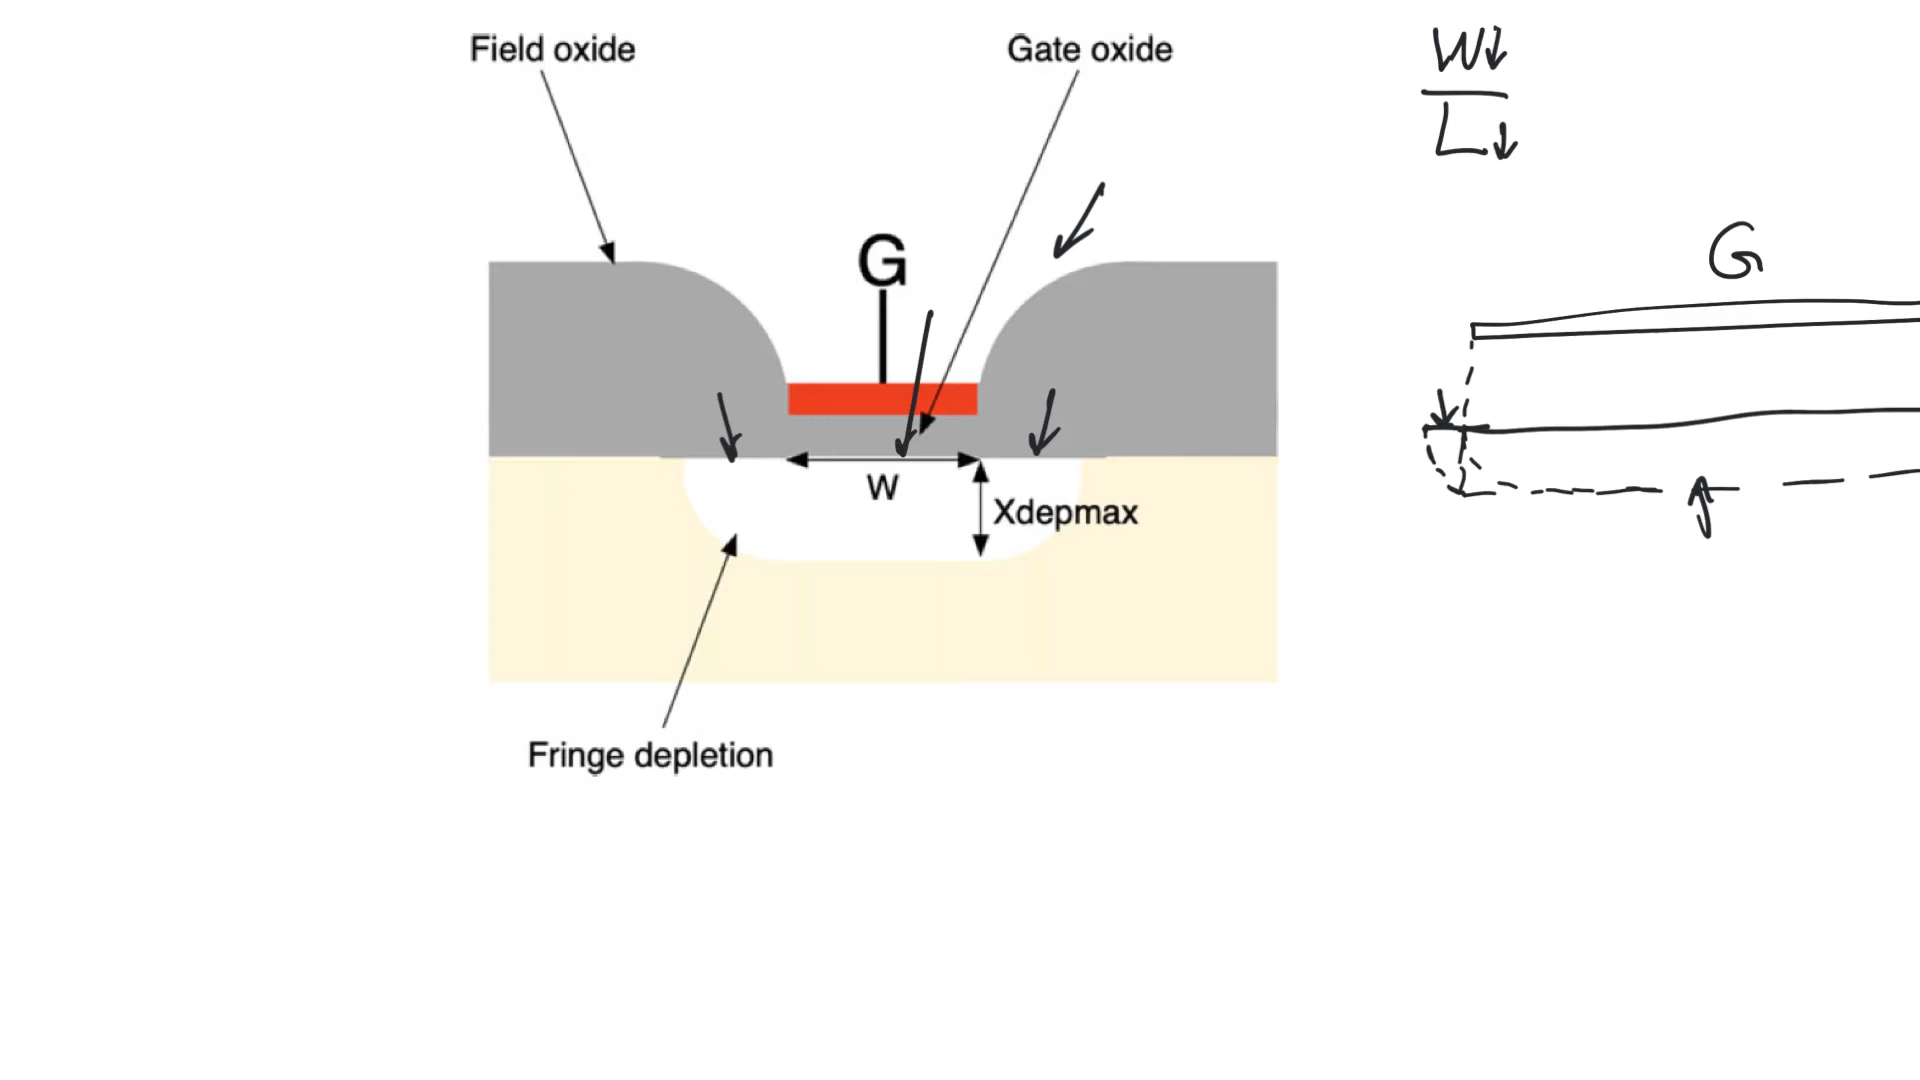 Field oxide
Gate oxide
W↓
L↓
G
G
W
Xdepmax
Fringe depletion